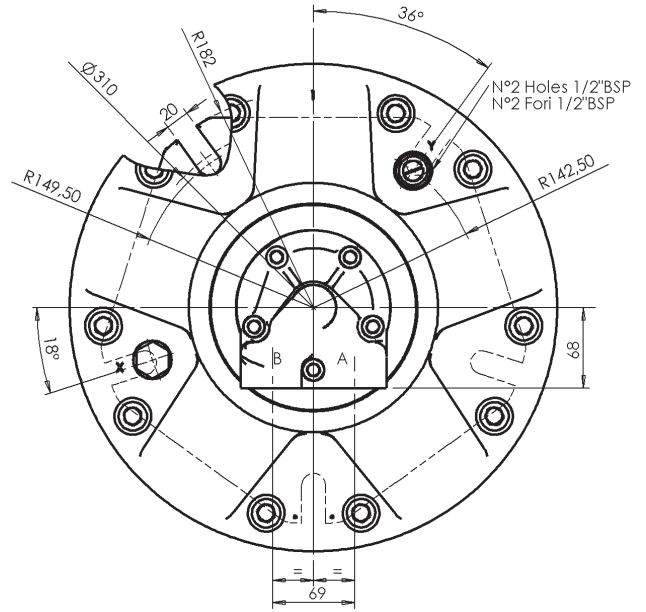 36°
R182
Ø310
20
N°2 Holes 1/2"BSP
N°2 Fori 1/2"BSP
Y
R149,50
R142,50
18°
X
B
A
68
=
=
69